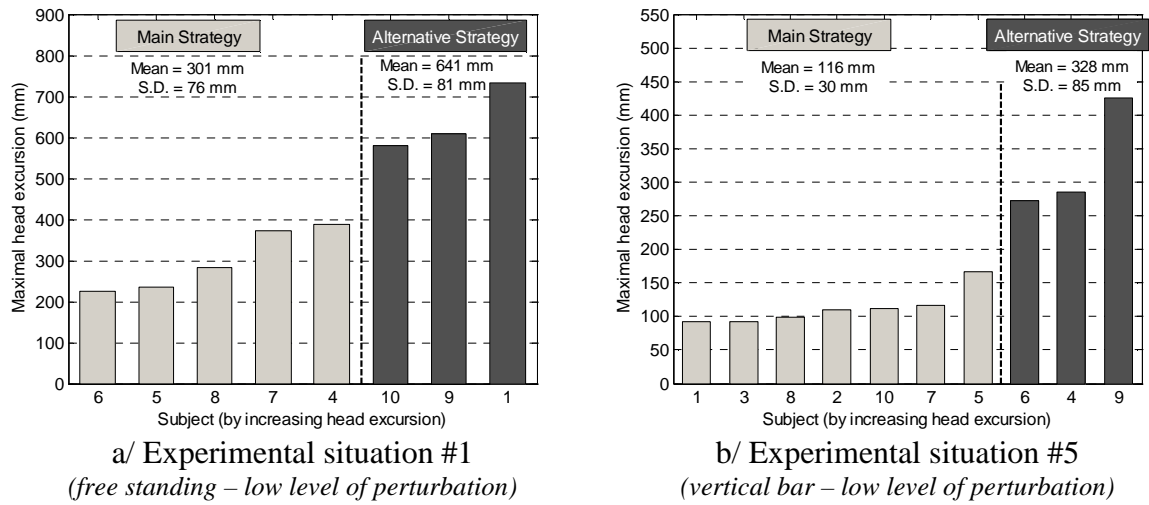 900
800
700
600
500
400
300
200
100
0
Maximal head excursion (mm)
Main Strategy
Mean = 301 mm
S.D. = 76 mm
Alternative Strategy
Mean = 641 mm
S.D. = 81 mm
6 5 8 7 4 10 9 1
Subject (by increasing head excursion)
a/ Experimental situation #1
(free standing – low level of perturbation)
550
500
450
400
350
300
250
200
150
100
50
0
Maximal head excursion (mm)
Main Strategy
Mean = 116 mm
S.D. = 30 mm
Alternative Strategy
Mean = 328 mm
S.D. = 85 mm
1 3 8 2 10 7 5 6 4 9
Subject (by increasing head excursion)
b/ Experimental situation #5
(vertical bar – low level of perturbation)